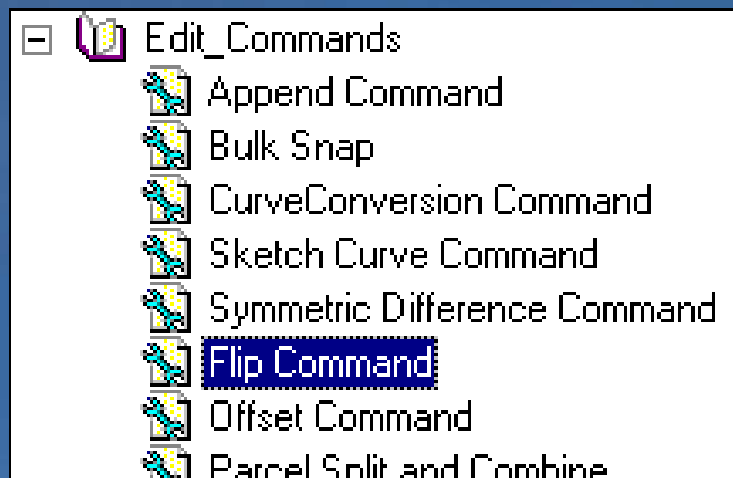 Edit_Commands
Append Command
Bulk Snap
CurveConversion Command
Sketch Curve Command
Symmetric Difference Command
Flip Command
Offset Command
Parcel Split and Combine